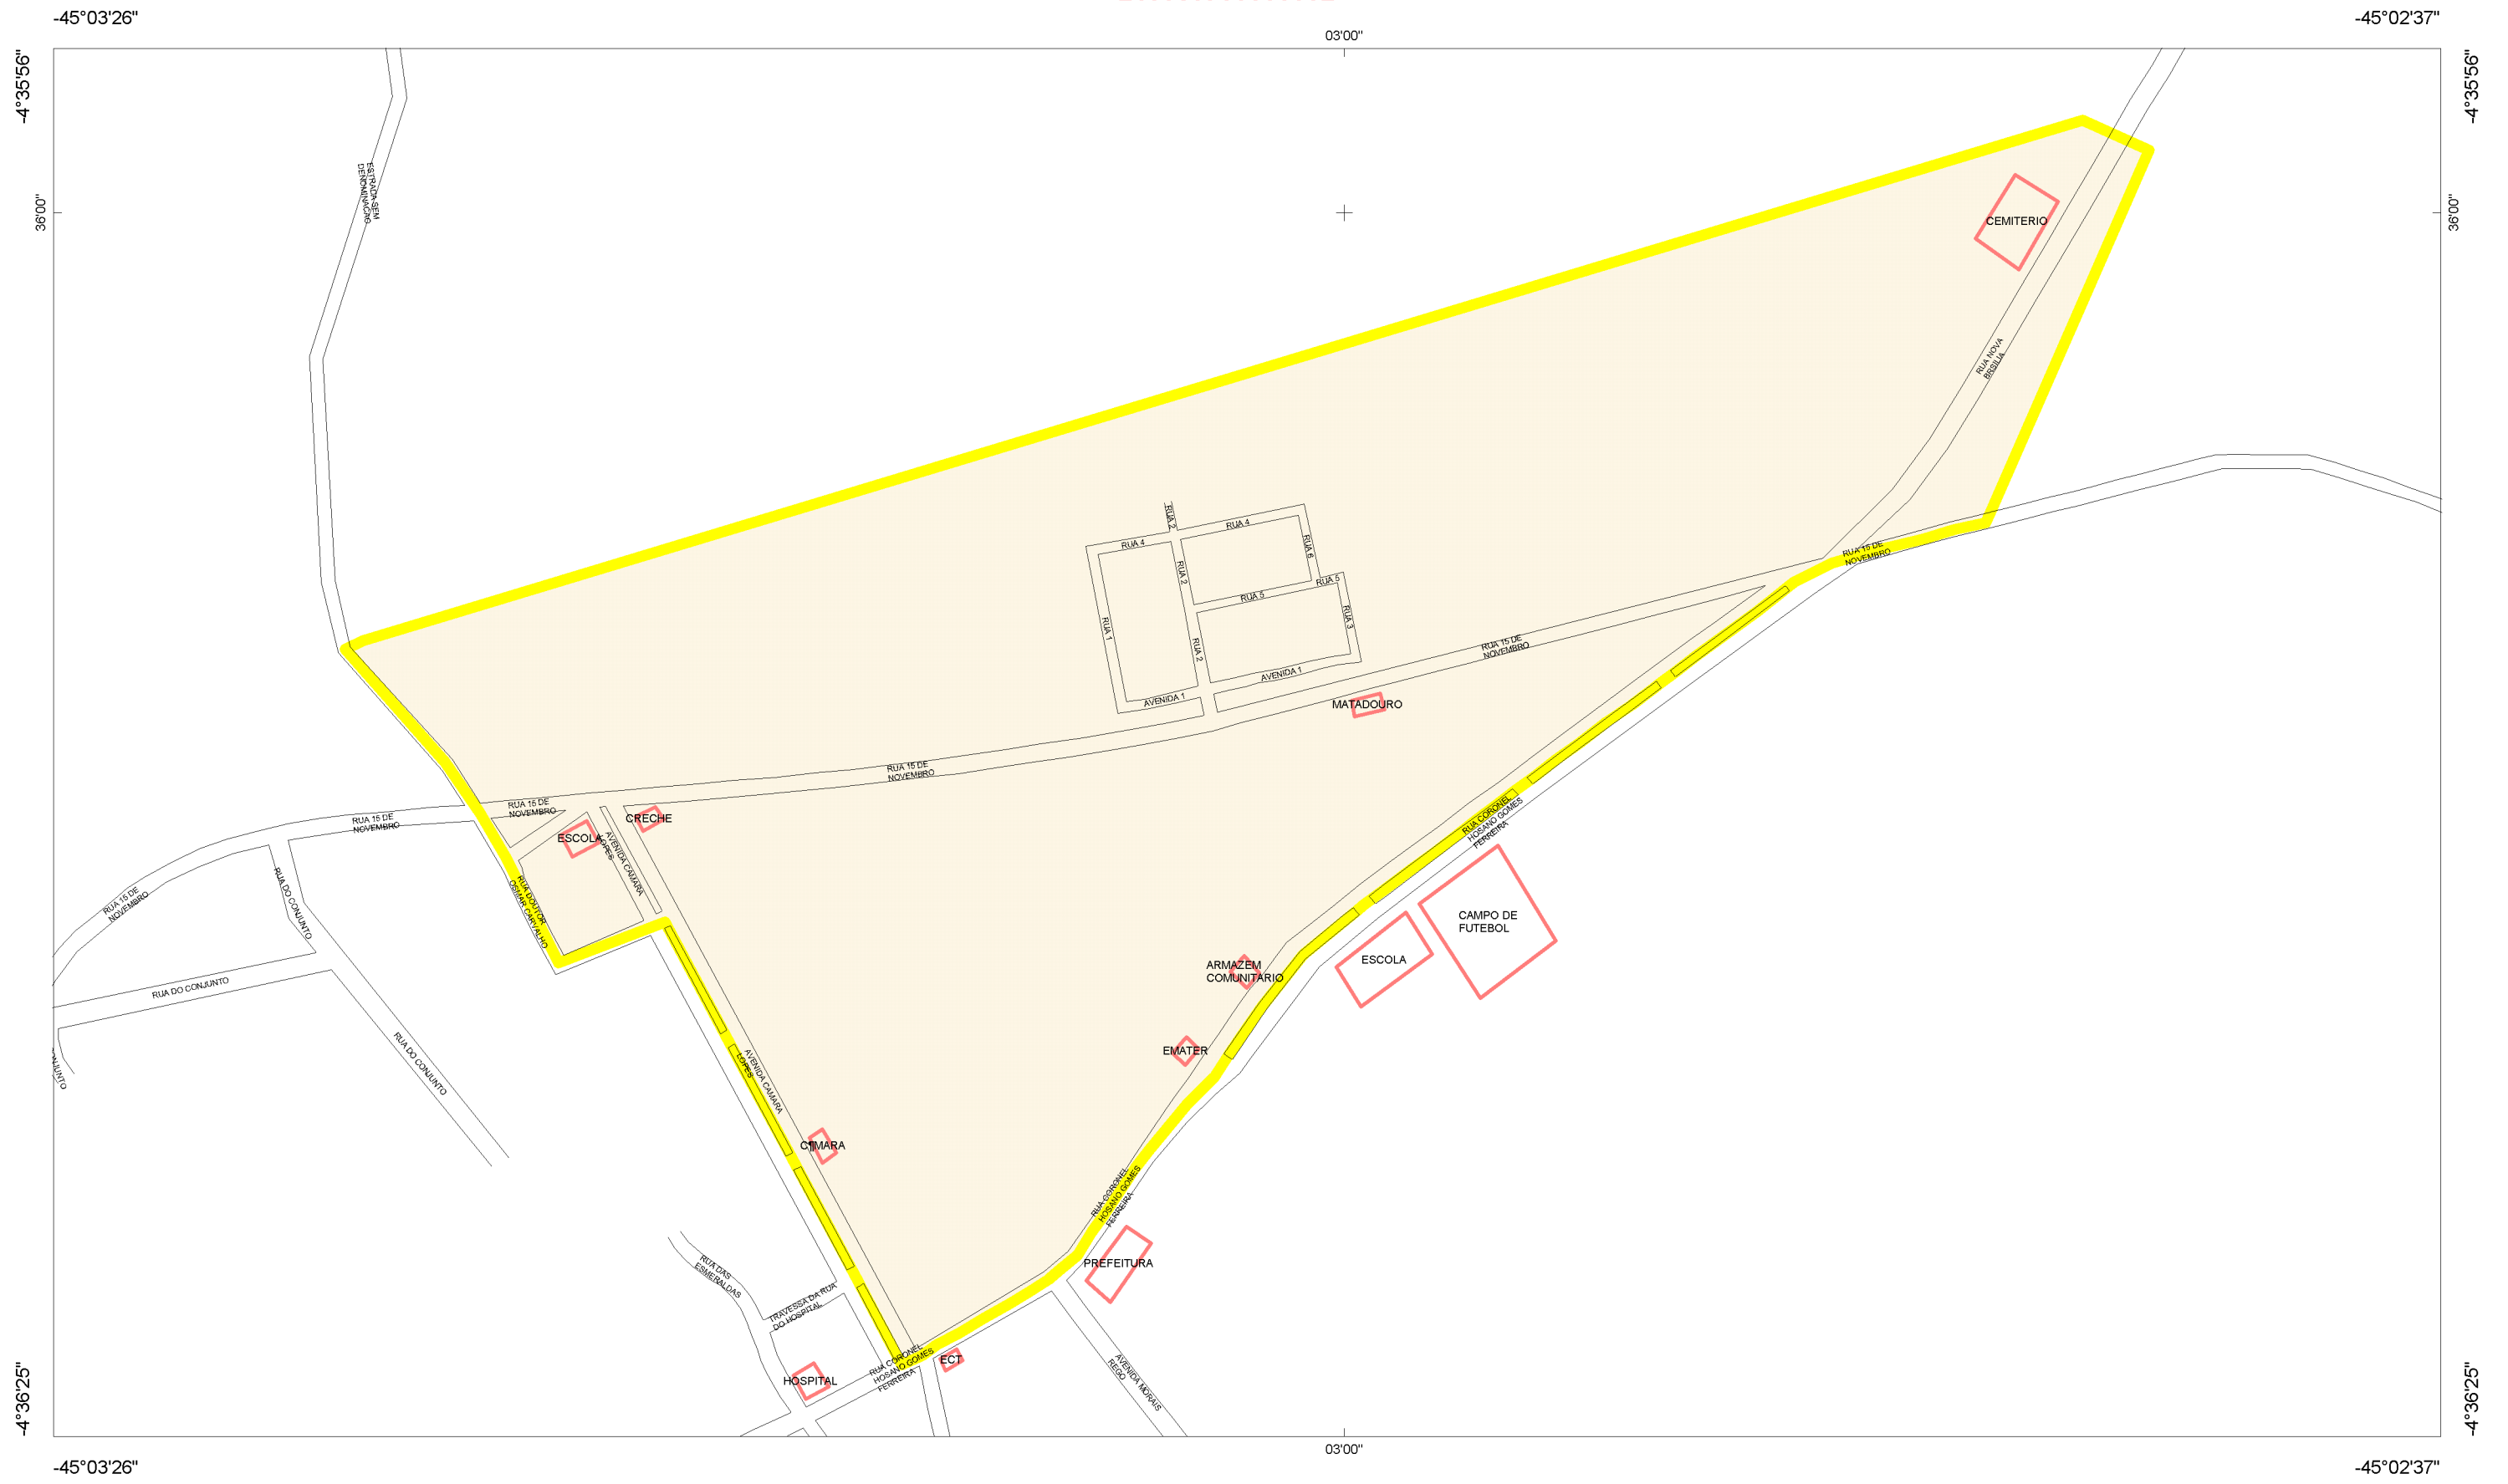 -45°03'26"
-45°02'37"
03'00"
-4°35'56"
-4°35'56"
36'00"
36'00"
ESTRADA SEM
DENOMINACAO
CEMITERIO
RUA NOVA
BRSILIA
RUA 2
RUA 4
RUA 4
RUA 6
RUA 2
RUA 5
RUA 5
RUA 1
RUA 3
RUA 2
AVENIDA 1
AVENIDA 1
RUA 15 DE
NOVEMBRO
RUA 15 DE
NOVEMBRO
MATADOURO
RUA 15 DE
NOVEMBRO
RUA 15 DE
NOVEMBRO
RUA 15 DE
NOVEMBRO
CRECHE
ESCOLA
AVENIDA CAMARA
LOPES
RUA CORONEL
HOSANO GOMES
FERREIRA
RUA 15 DE
NOVEMBRO
RUA DO CONJUNTO
RUA DOUTOR
OSMAR CARVALHO
CAMPO DE
FUTEBOL
ESCOLA
ARMAZEM
COMUNITARIO
RUA DO CONJUNTO
RUA DO CONJUNTO
ONJUNTO
EMATER
AVENIDA CAMARA
LOPES
C¶MARA
RUA CORONEL
HOSANO GOMES
FERREIRA
PREFEITURA
RUA DAS
ESMERALDAS
TRAVESSA DA RUA
DO HOSPITAL
RUA CORONEL
HOSANO GOMES
FERREIRA
ECT
HOSPITAL
AVENIDA MORAIS
REGO
-4°36'25"
-4°36'25"
03'00"
-45°03'26"
-45°02'37"